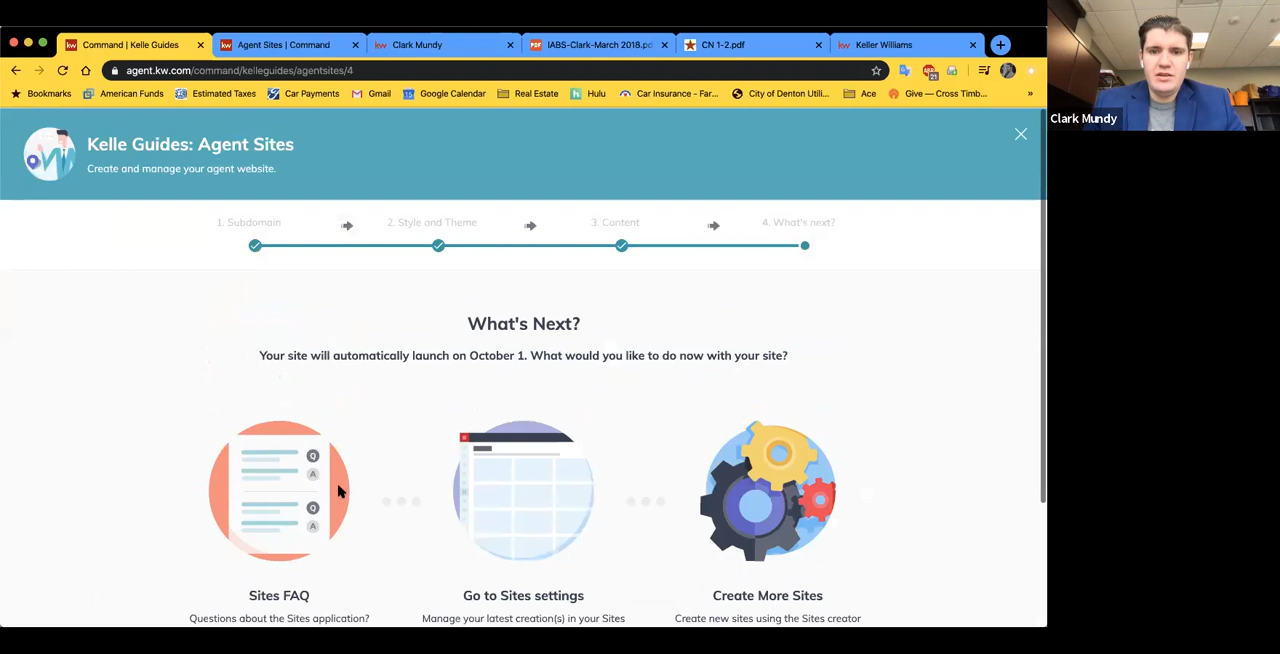 Command | Kelle Guides
Agent Sites | Command
kw Clark Mundy
PDF IABS-Clark-March 2018.pd
CN 1-2.pdf
kw Keller Williams
agent.kw.com/command/kelleguides/agentsites/4
21
Bookmarks American Funds Estimated Taxes Car Payments Gmail Google Calendar Real Estate Hulu Car Insurance - Far... City of Denton Utili... Ace Give — Cross Timb... »
Clark Mundy
Kelle Guides: Agent Sites
Create and manage your agent website.
1. Subdomain 2. Style and Theme 3. Content 4. What's next?
What's Next?
Your site will automatically launch on October 1. What would you like to do now with your site?
Q
A
Q
A
Sites FAQ Go to Sites settings Create More Sites
Questions about the Sites application? Manage your latest creation(s) in your Sites Create new sites using the Sites creator